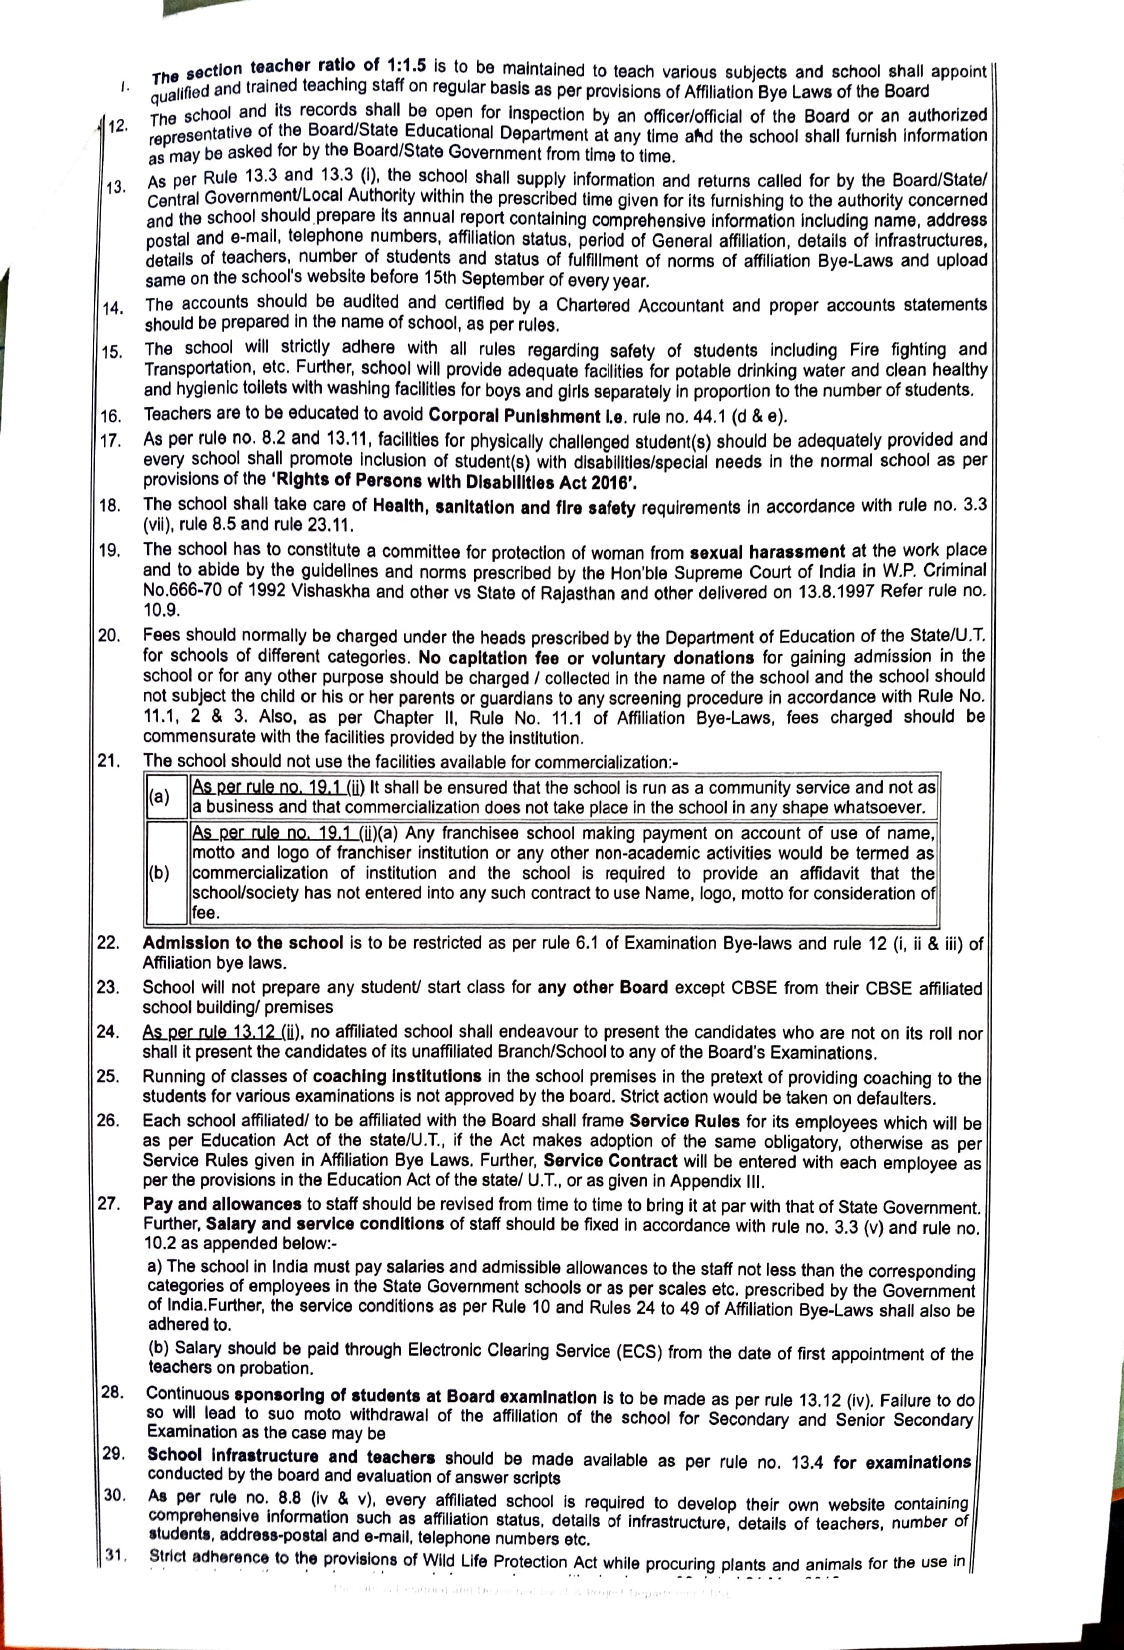 1. The section teacher ratio of 1:1.5 is to be maintained to teach various subjects and school shall appoint
qualified and trained teaching staff on regular basis as per provisions of Affiliation Bye Laws of the Board
12. The school and its records shall be open for inspection by an officer/official of the Board or an authorized
representative of the Board/State Educational Department at any time and the school shall furnish information
as may be asked for by the Board/State Government from time to time.
13. As per Rule 13.3 and 13.3 (i), the school shall supply information and returns called for by the Board/State/
Central Government/Local Authority within the prescribed time given for its furnishing to the authority concerned
and the school should prepare its annual report containing comprehensive information including name, address
postal and e-mail, telephone numbers, affiliation status, period of General affiliation, details of infrastructures,
details of teachers, number of students and status of fulfillment of norms of affiliation Bye-Laws and upload
same on the school's website before 15th September of every year.
14. The accounts should be audited and certified by a Chartered Accountant and proper accounts statements
should be prepared in the name of school, as per rules.
15. The school will strictly adhere with all rules regarding safety of students including Fire fighting and
Transportation, etc. Further, school will provide adequate facilities for potable drinking water and clean healthy
and hygienic toilets with washing facilities for boys and girls separately in proportion to the number of students.
16. Teachers are to be educated to avoid Corporal Punishment i.e. rule no. 44.1 (d & e).
17. As per rule no. 8.2 and 13.11, facilities for physically challenged student(s) should be adequately provided and
every school shall promote inclusion of student(s) with disabilities/special needs in the normal school as per
provisions of the 'Rights of Persons with Disabilities Act 2016'.
18. The school shall take care of Health, sanitation and fire safety requirements in accordance with rule no. 3.3
(vii), rule 8.5 and rule 23.11.
19. The school has to constitute a committee for protection of woman from sexual harassment at the work place
and to abide by the guidelines and norms prescribed by the Hon'ble Supreme Court of India in W.P. Criminal
No.666-70 of 1992 Vishaskha and other vs State of Rajasthan and other delivered on 13.8.1997 Refer rule no.
10.9.
20. Fees should normally be charged under the heads prescribed by the Department of Education of the State/U.T.
for schools of different categories. No capitation fee or voluntary donations for gaining admission in the
school or for any other purpose should be charged / collected in the name of the school and the school should
not subject the child or his or her parents or guardians to any screening procedure in accordance with Rule No.
11.1, 2 & 3. Also, as per Chapter II, Rule No. 11.1 of Affiliation Bye-Laws, fees charged should be
commensurate with the facilities provided by the institution.
21. The school should not use the facilities available for commercialization:-
(a) As per rule no. 19.1 (ii) It shall be ensured that the school is run as a community service and not as
a business and that commercialization does not take place in the school in any shape whatsoever.
As per rule no. 19.1 (ii)(a) Any franchisee school making payment on account of use of name,
motto and logo of franchiser institution or any other non-academic activities would be termed as
(b) commercialization of institution and the school is required to provide an affidavit that the
school/society has not entered into any such contract to use Name, logo, motto for consideration of
fee.
22. Admission to the school is to be restricted as per rule 6.1 of Examination Bye-laws and rule 12 (i, ii & iii) of
Affiliation bye laws.
23. School will not prepare any student/ start class for any other Board except CBSE from their CBSE affiliated
school building/ premises
24. As per rule 13.12 (ii), no affiliated school shall endeavour to present the candidates who are not on its roll nor
shall it present the candidates of its unaffiliated Branch/School to any of the Board's Examinations.
25. Running of classes of coaching institutions in the school premises in the pretext of providing coaching to the
students for various examinations is not approved by the board. Strict action would be taken on defaulters.
26. Each school affiliated/ to be affiliated with the Board shall frame Service Rules for its employees which will be
as per Education Act of the state/U.T., if the Act makes adoption of the same obligatory, otherwise as per
Service Rules given in Affiliation Bye Laws. Further, Service Contract will be entered with each employee as
per the provisions in the Education Act of the state/ U.T., or as given in Appendix III.
27. Pay and allowances to staff should be revised from time to time to bring it at par with that of State Government.
Further, Salary and service conditions of staff should be fixed in accordance with rule no. 3.3 (v) and rule no.
10.2 as appended below:-
a) The school in India must pay salaries and admissible allowances to the staff not less than the corresponding
categories of employees in the State Government schools or as per scales etc. prescribed by the Government
of India.Further, the service conditions as per Rule 10 and Rules 24 to 49 of Affiliation Bye-Laws shall also be
adhered to.
(b) Salary should be paid through Electronic Clearing Service (ECS) from the date of first appointment of the
teachers on probation.
28. Continuous sponsoring of students at Board examination is to be made as per rule 13.12 (iv). Failure to do
so will lead to suo moto withdrawal of the affiliation of the school for Secondary and Senior Secondary
Examination as the case may be
29. School infrastructure and teachers should be made available as per rule no. 13.4 for examinations
conducted by the board and evaluation of answer scripts
30. As per rule no. 8.8 (iv & v), every affiliated school is required to develop their own website containing
comprehensive information such as affiliation status, details of infrastructure, details of teachers, number of
students, address-postal and e-mail, telephone numbers etc.
31. Strict adherence to the provisions of Wild Life Protection Act while procuring plants and animals for the use in